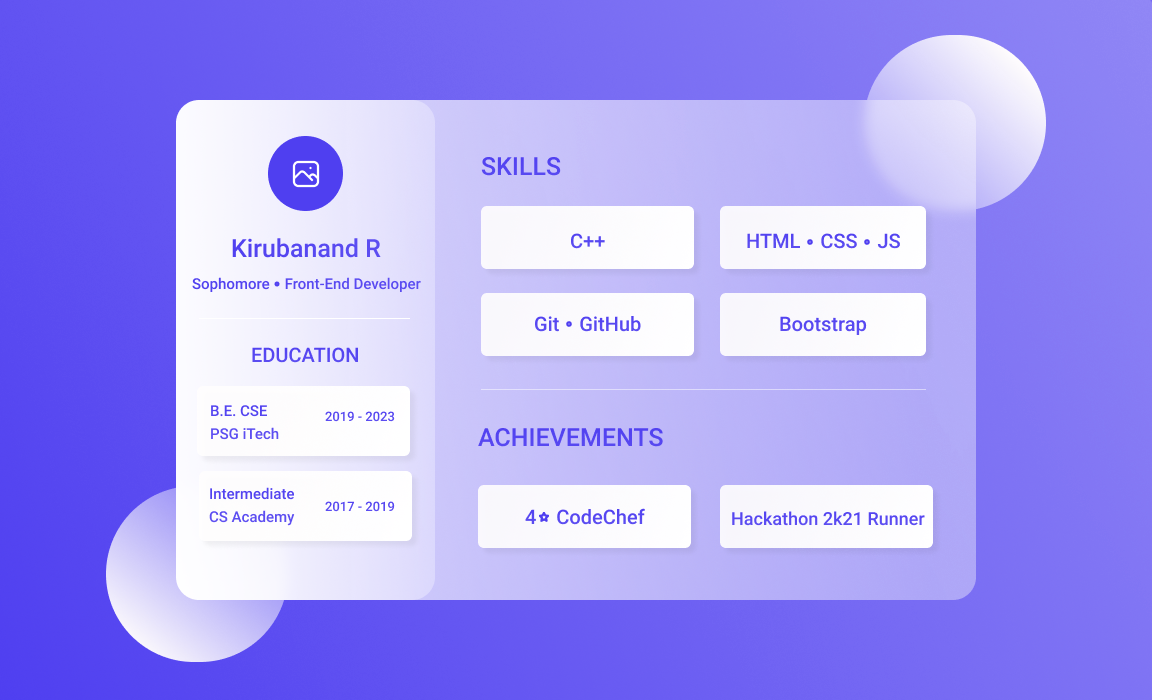 Kirubanand R
Sophomore • Front-End Developer
EDUCATION
B.E. CSE
PSG iTech
2019 - 2023
Intermediate
CS Academy
2017 - 2019
SKILLS
C++
HTML • CSS • JS
Git • GitHub
Bootstrap
ACHIEVEMENTS
4✿ CodeChef
Hackathon 2k21 Runner